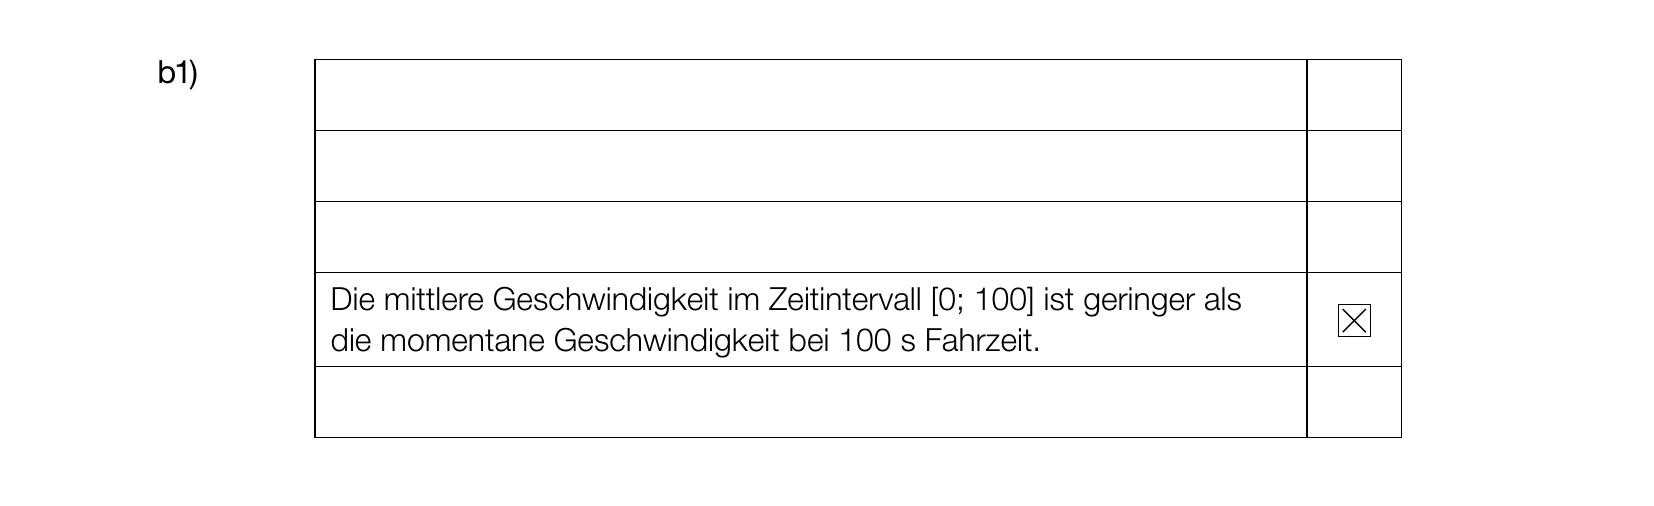 b1)
Die mittlere Geschwindigkeit im Zeitintervall [0; 100] ist geringer als
die momentane Geschwindigkeit bei 100 s Fahrzeit.